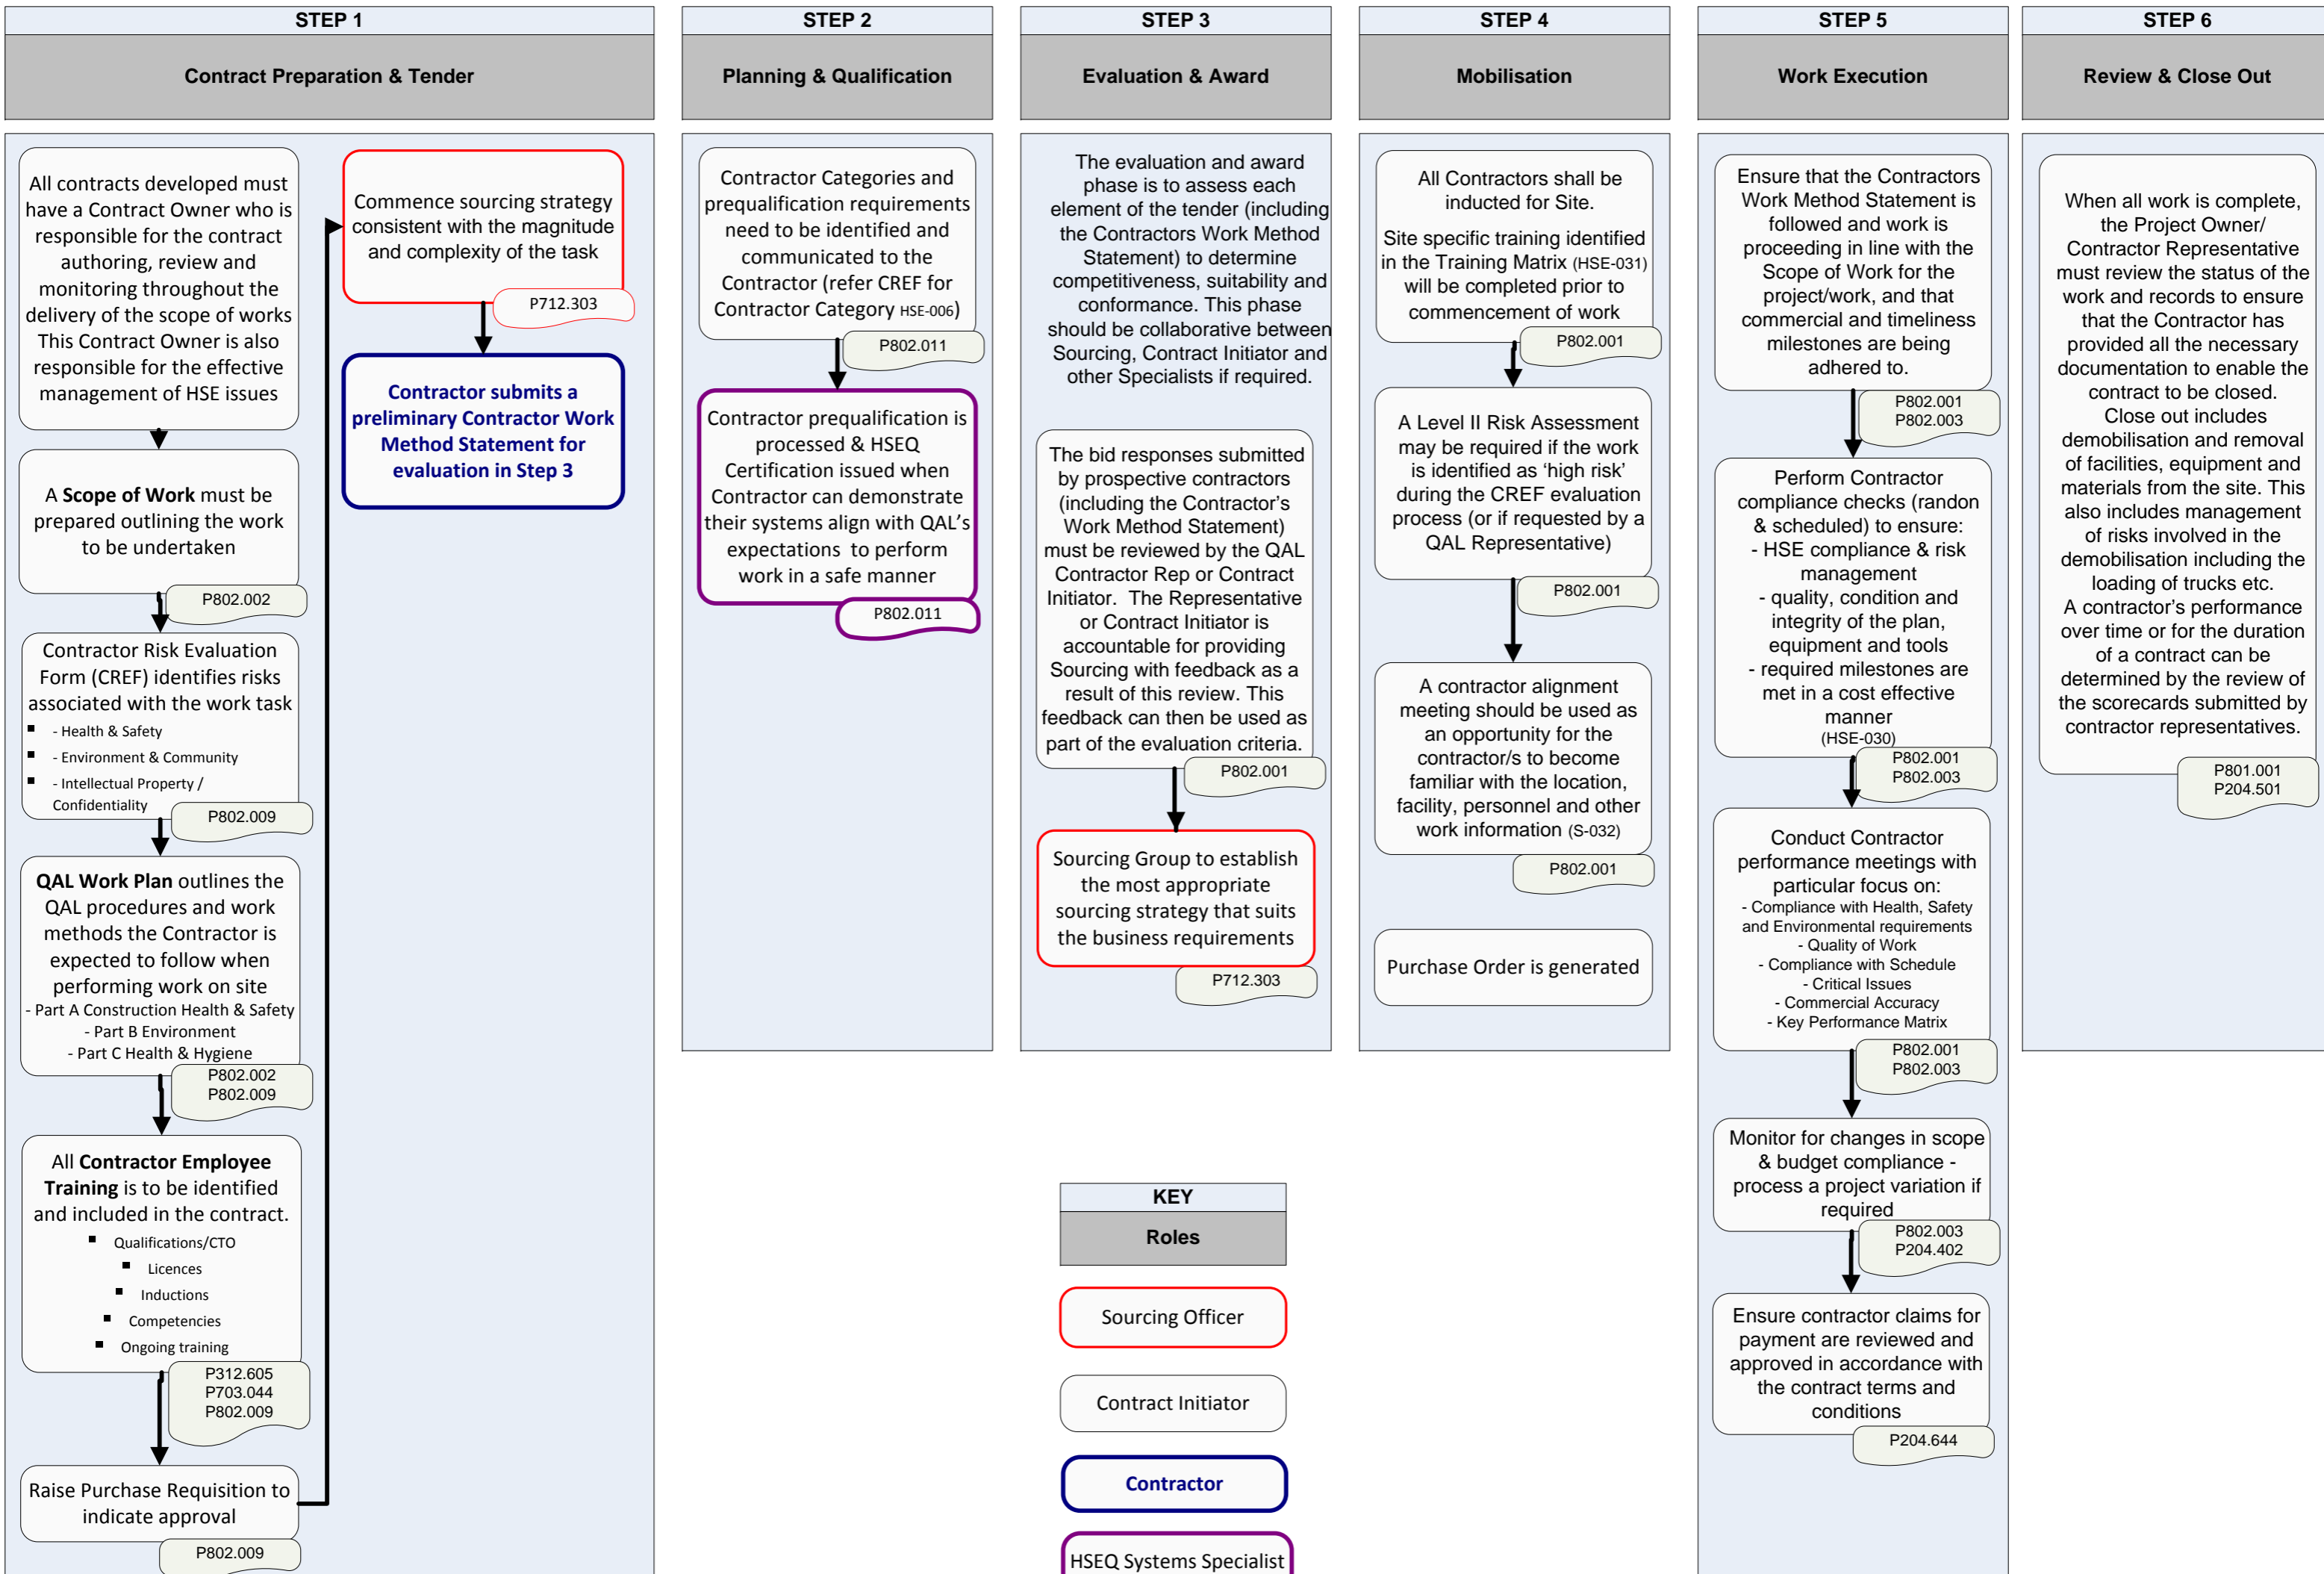 STEP 1
Contract Preparation & Tender
All contracts developed must
have a Contract Owner who is
responsible for the contract
authoring, review and
monitoring throughout the
delivery of the scope of works
This Contract Owner is also
responsible for the effective
management of HSE issues
A Scope of Work must be
prepared outlining the work
to be undertaken
P802.002
Contractor Risk Evaluation
Form (CREF) identifies risks
associated with the work task
▪ - Health & Safety
▪ - Environment & Community
▪ - Intellectual Property /
Confidentiality
P802.009
QAL Work Plan outlines the
QAL procedures and work
methods the Contractor is
expected to follow when
performing work on site
- Part A Construction Health & Safety
- Part B Environment
- Part C Health & Hygiene
P802.002
P802.009
All Contractor Employee
Training is to be identified
and included in the contract.
▪ Qualifications/CTO
▪ Licences
▪ Inductions
▪ Competencies
▪ Ongoing training
P312.605
P703.044
P802.009
Raise Purchase Requisition to
indicate approval
P802.009
Commence sourcing strategy
consistent with the magnitude
and complexity of the task
P712.303
Contractor submits a
preliminary Contractor Work
Method Statement for
evaluation in Step 3
STEP 2
Planning & Qualification
Contractor Categories and
prequalification requirements
need to be identified and
communicated to the
Contractor (refer CREF for
Contractor Category HSE-006)
P802.011
Contractor prequalification is
processed & HSEQ
Certification issued when
Contractor can demonstrate
their systems align with QAL's
expectations to perform
work in a safe manner
P802.011
STEP 3
Evaluation & Award
The evaluation and award
phase is to assess each
element of the tender (including
the Contractors Work Method
Statement) to determine
competitiveness, suitability and
conformance. This phase
should be collaborative between
Sourcing, Contract Initiator and
other Specialists if required.
The bid responses submitted
by prospective contractors
(including the Contractor's
Work Method Statement)
must be reviewed by the QAL
Contractor Rep or Contract
Initiator. The Representative
or Contract Initiator is
accountable for providing
Sourcing with feedback as a
result of this review. This
feedback can then be used as
part of the evaluation criteria.
P802.001
Sourcing Group to establish
the most appropriate
sourcing strategy that suits
the business requirements
P712.303
STEP 4
Mobilisation
All Contractors shall be
inducted for Site.
Site specific training identified
in the Training Matrix (HSE-031)
will be completed prior to
commencement of work
P802.001
A Level II Risk Assessment
may be required if the work
is identified as ‘high risk’
during the CREF evaluation
process (or if requested by a
QAL Representative)
P802.001
A contractor alignment
meeting should be used as
an opportunity for the
contractor/s to become
familiar with the location,
facility, personnel and other
work information (S-032)
P802.001
Purchase Order is generated
STEP 5
Work Execution
Ensure that the Contractors
Work Method Statement is
followed and work is
proceeding in line with the
Scope of Work for the
project/work, and that
commercial and timeliness
milestones are being
adhered to.
P802.001
P802.003
Perform Contractor
compliance checks (randon
& scheduled) to ensure:
- HSE compliance & risk
management
- quality, condition and
integrity of the plan,
equipment and tools
- required milestones are
met in a cost effective
manner
(HSE-030)
P802.001
P802.003
Conduct Contractor
performance meetings with
particular focus on:
- Compliance with Health, Safety
and Environmental requirements
- Quality of Work
- Compliance with Schedule
- Critical Issues
- Commercial Accuracy
- Key Performance Matrix
P802.001
P802.003
Monitor for changes in scope
& budget compliance -
process a project variation if
required
P802.003
P204.402
Ensure contractor claims for
payment are reviewed and
approved in accordance with
the contract terms and
conditions
P204.644
STEP 6
Review & Close Out
When all work is complete,
the Project Owner/
Contractor Representative
must review the status of the
work and records to ensure
that the Contractor has
provided all the necessary
documentation to enable the
contract to be closed.
Close out includes
demobilisation and removal
of facilities, equipment and
materials from the site. This
also includes management
of risks involved in the
demobilisation including the
loading of trucks etc.
A contractor's performance
over time or for the duration
of a contract can be
determined by the review of
the scorecards submitted by
contractor representatives.
P801.001
P204.501
KEY
Roles
Sourcing Officer
Contract Initiator
Contractor
HSEQ Systems Specialist